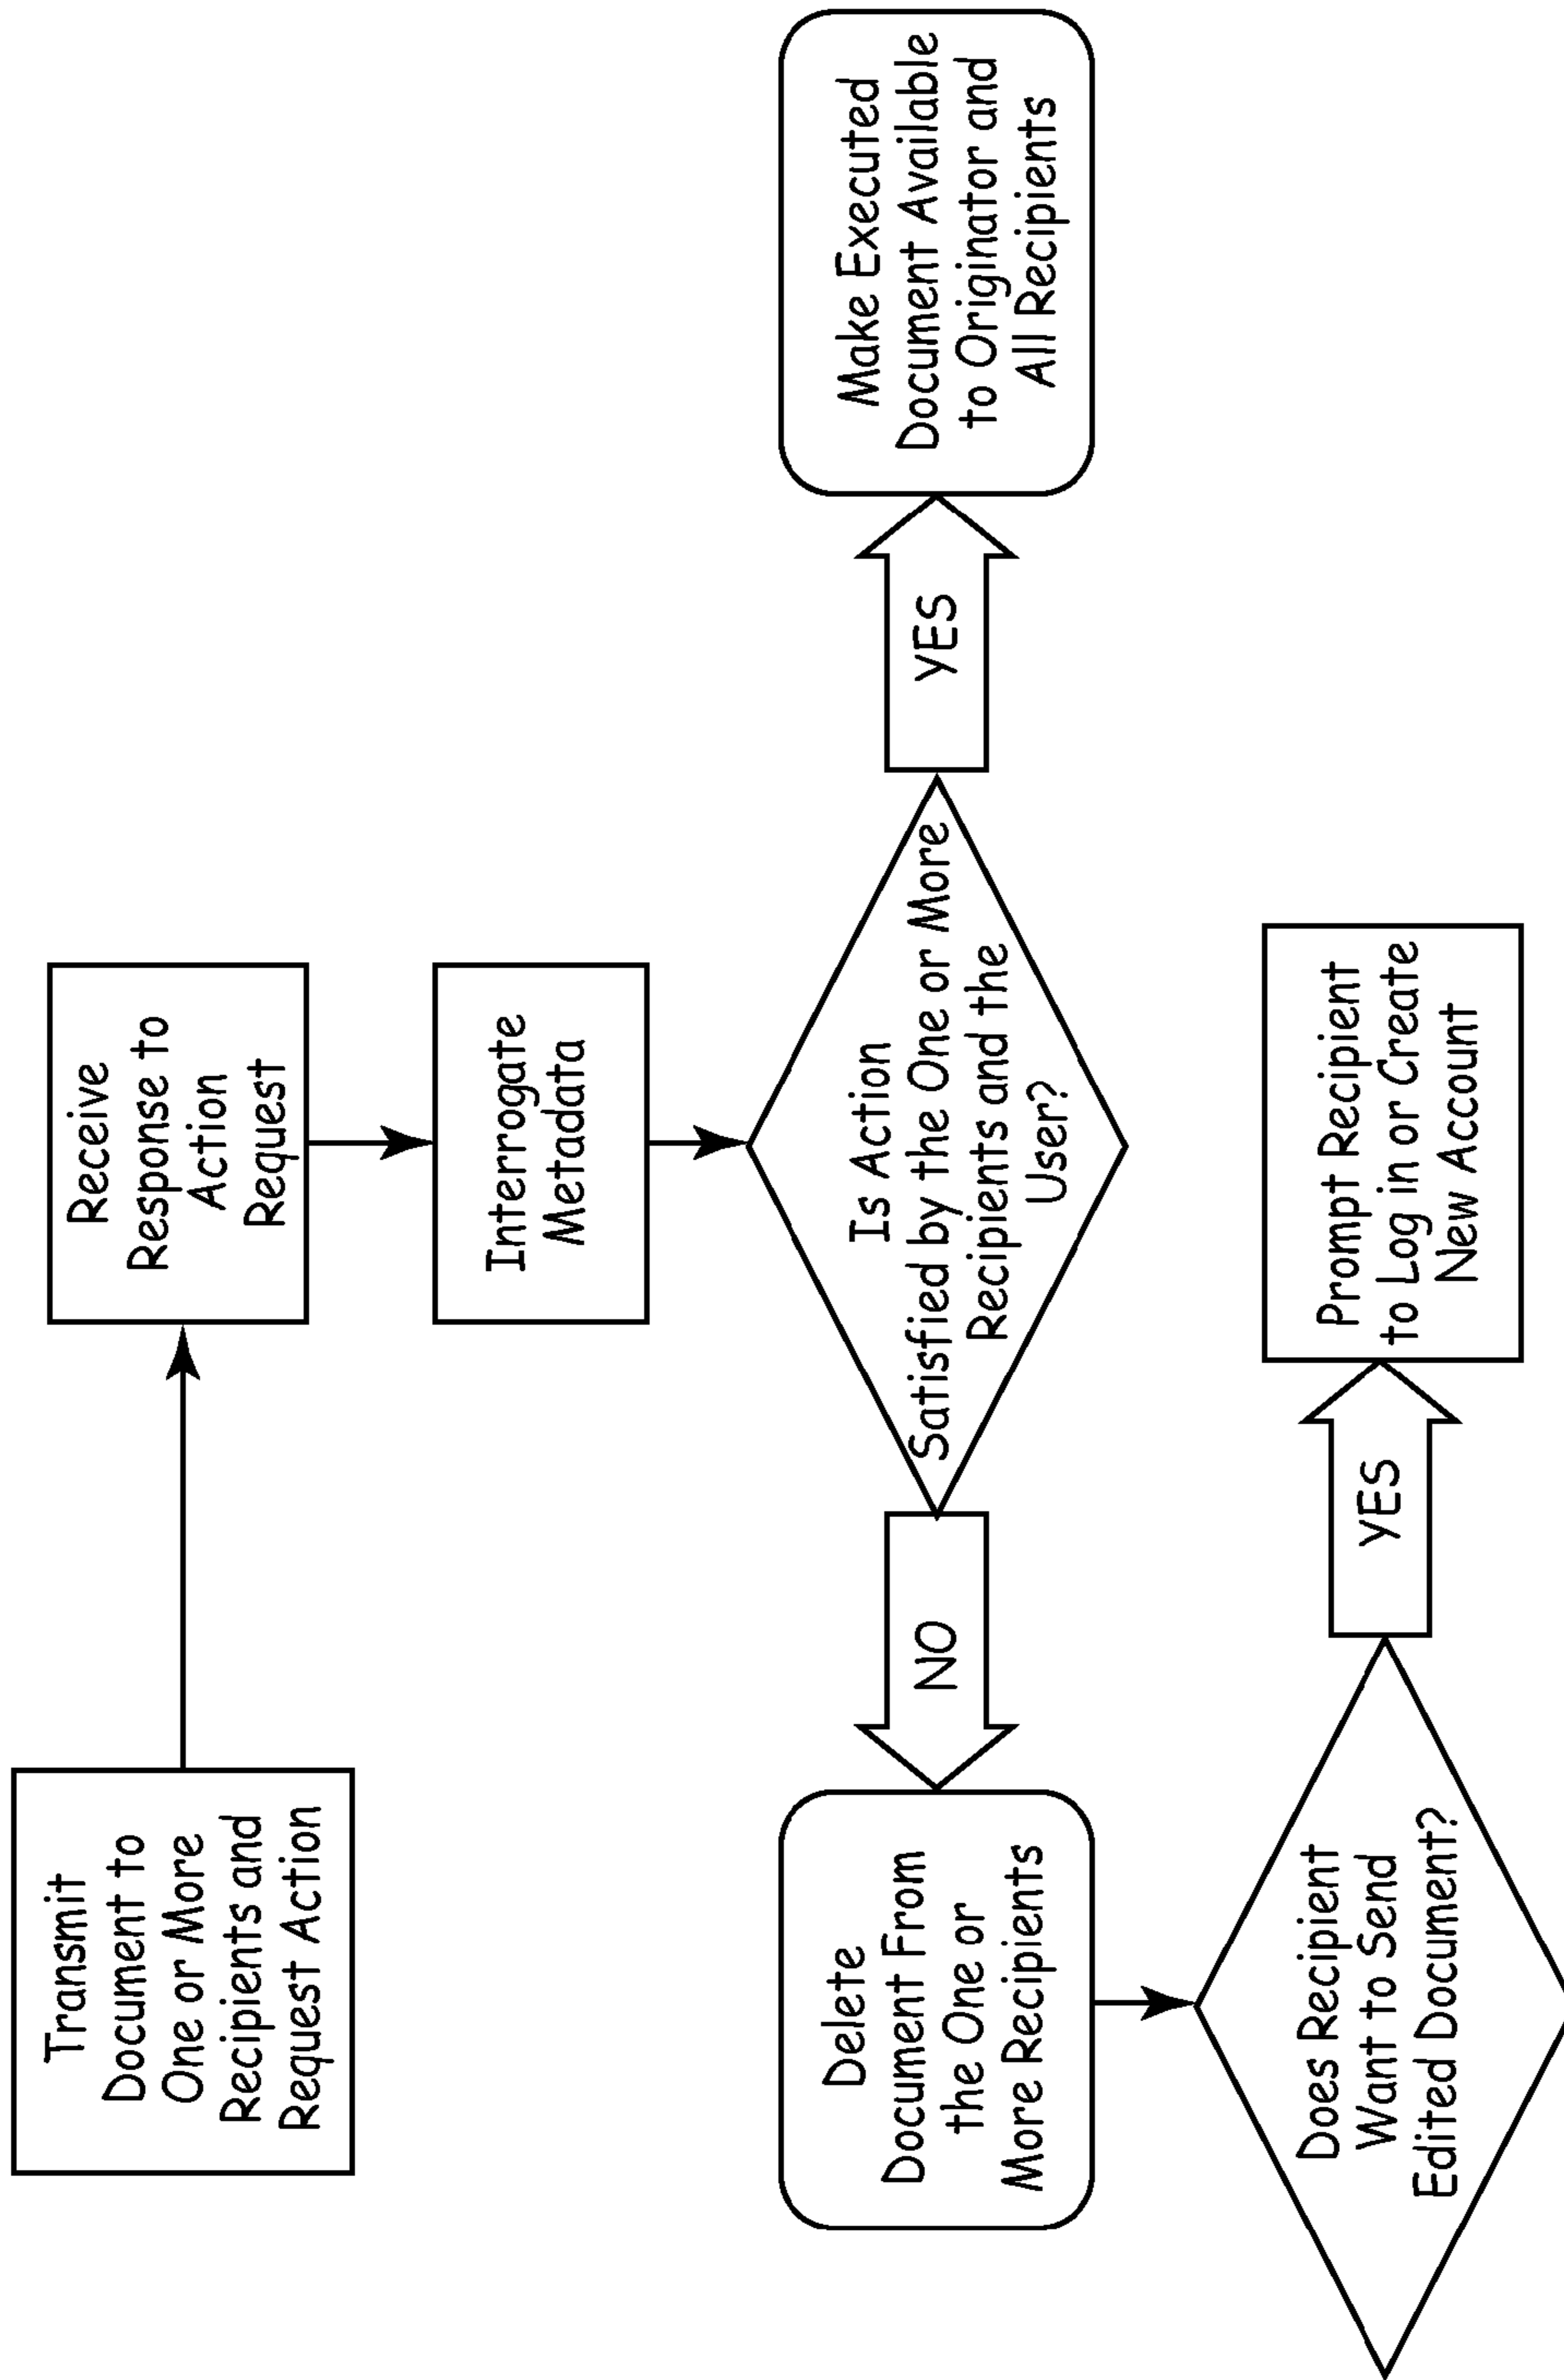 Transmit
Document to
One or More
Recipients and
Request Action
Receive
Response to
Action
Request
Interrogate
Metadata
Is Action
Satisfied by the One or More
Recipients and the
User?
YES
Make Executed
Document Available
to Originator and
All Recipients
NO
Delete
Document From
the One or
More Recipients
Does Recipient
Want to Send
Edited Document?
YES
Prompt Recipient
to Log in or Create
New Account